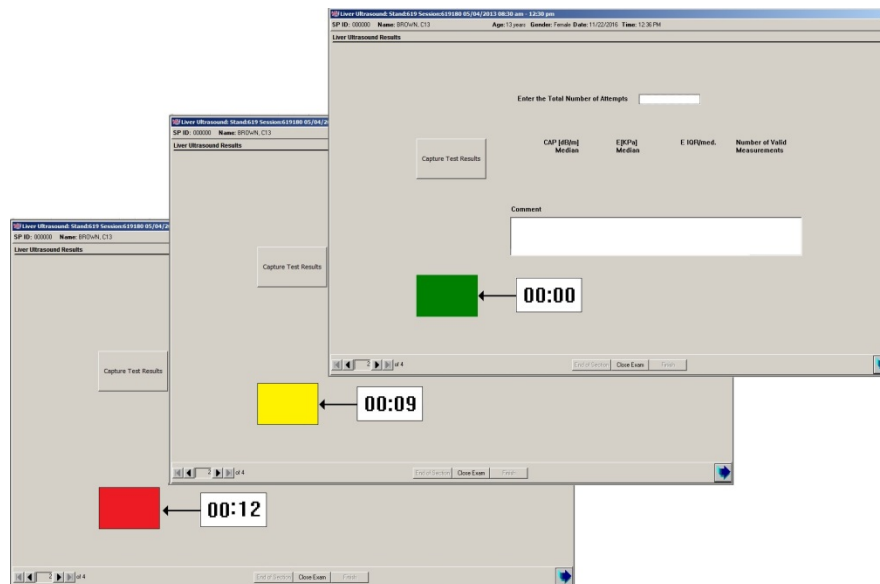 Liver Ultrasound: Stand:619 Session:619180 05/04/2013 08:30 am - 12:30 pm
SP ID: 000000 Name: BROWN, C13 Age: 13 years Gender: Female Date: 11/22/2016 Time: 12:36 PM
Liver Ultrasound Results
Enter the Total Number of Attempts
CAP [dB/m] Median E[KPa] Median E IQR/med. Number of Valid Measurements
Capture Test Results
Comment
00:00
2 of 4 End of Section Close Exam Finish
Liver Ultrasound: Stand:619 Session:619180 05/04/
SP ID: 000000 Name: BROWN, C13
Liver Ultrasound Results
Capture Test Results
00:09
2 of 4 End of Section Close Exam Finish
Liver Ultrasound: Stand:619 Session:619180 05/04/
SP ID: 000000 Name: BROWN, C13
Liver Ultrasound Results
Capture Test Results
00:12
2 of 4 End of Section Close Exam Finish